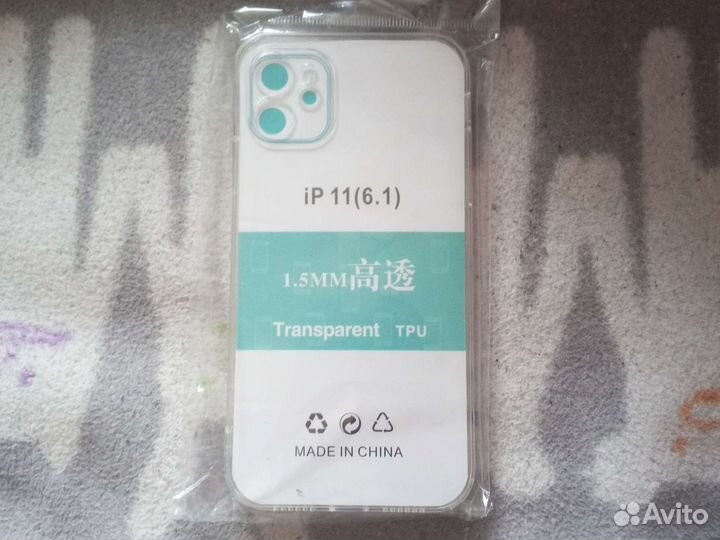 iP 11(6.1)
1.5MM高透
Transparent TPU
MADE IN CHINA
Avito